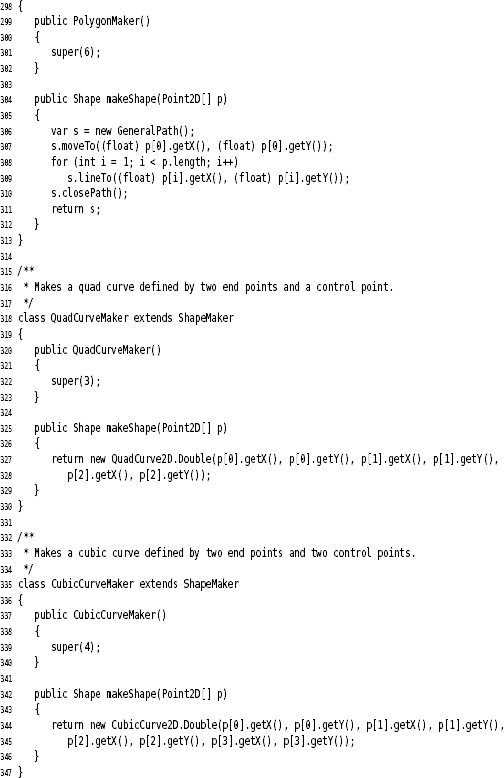 298 {
299    public PolygonMaker()
300    {
301       super(6);
302    }
303
304    public Shape makeShape(Point2D[] p)
305    {
306       var s = new GeneralPath();
307       s.moveTo((float) p[0].getX(), (float) p[0].getY());
308       for (int i = 1; i < p.length; i++)
309          s.lineTo((float) p[i].getX(), (float) p[i].getY());
310       s.closePath();
311       return s;
312    }
313 }
314
315 /**
316  * Makes a quad curve defined by two end points and a control point.
317  */
318 class QuadCurveMaker extends ShapeMaker
319 {
320    public QuadCurveMaker()
321    {
322       super(3);
323    }
324
325    public Shape makeShape(Point2D[] p)
326    {
327       return new QuadCurve2D.Double(p[0].getX(), p[0].getY(), p[1].getX(), p[1].getY(),
328          p[2].getX(), p[2].getY());
329    }
330 }
331
332 /**
333  * Makes a cubic curve defined by two end points and two control points.
334  */
335 class CubicCurveMaker extends ShapeMaker
336 {
337    public CubicCurveMaker()
338    {
339       super(4);
340    }
341
342    public Shape makeShape(Point2D[] p)
343    {
344       return new CubicCurve2D.Double(p[0].getX(), p[0].getY(), p[1].getX(), p[1].getY(),
345          p[2].getX(), p[2].getY(), p[3].getX(), p[3].getY());
346    }
347 }